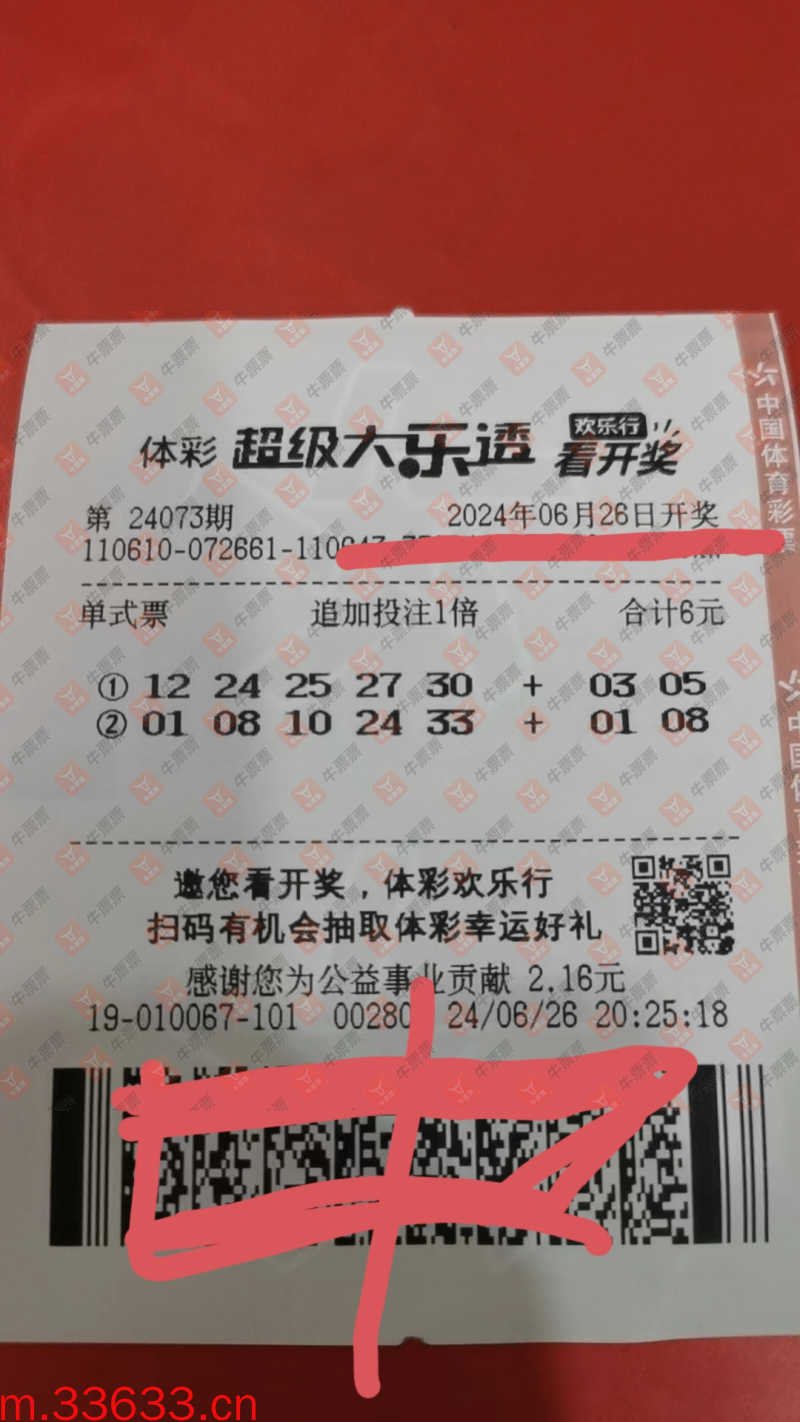 体彩 超级大乐透 欢乐行 看开奖
第 24073期 2024年06月26日开奖
110610-072661-110
单式票 追加投注1倍 合计6元
① 12 24 25 27 30 + 03 05
② 01 08 10 24 33 + 01 08
邀您看开奖，体彩欢乐行
扫码有机会抽取体彩幸运好礼
感谢您为公益事业贡献 2.16元
19-010067-101 00280 24/06/26 20:25:18
中国体育彩票
牛票票
m.33633.cn